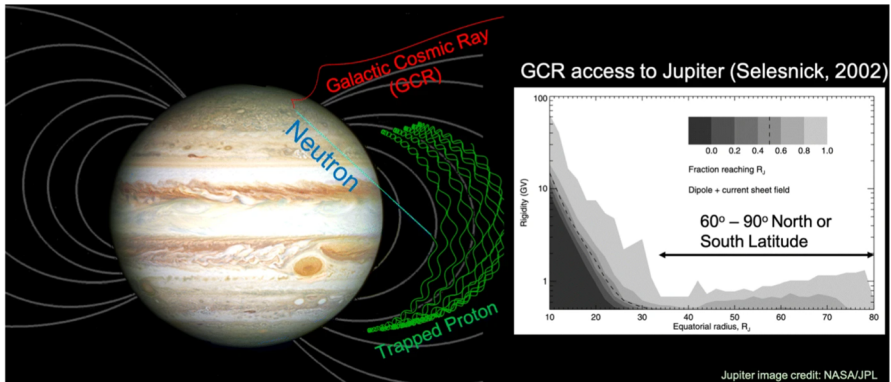 Galactic Cosmic Ray
(GCR)
Neutron
Trapped Proton
GCR access to Jupiter (Selesnick, 2002)
100
10
1
Rigidity (GV)
0.0 0.2 0.4 0.6 0.8 1.0
Fraction reaching RJ
Dipole + current sheet field
60° – 90° North or
South Latitude
10 20 30 40 50 60 70 80
Equatorial radius, RJ
Jupiter image credit: NASA/JPL